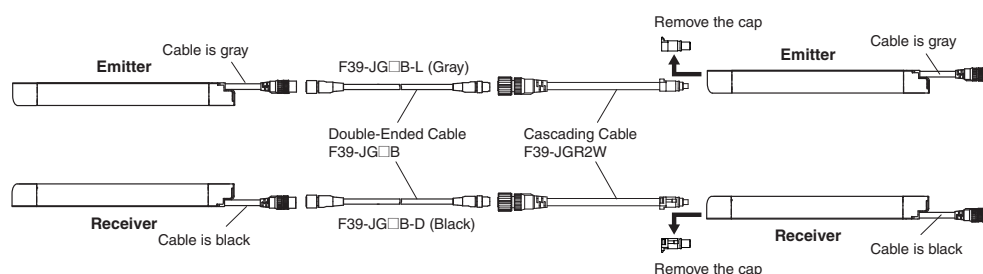 Remove the cap
Cable is gray
Emitter
F39-JG□B-L (Gray)
Cable is gray
Emitter
Double-Ended Cable
F39-JG□B
Cascading Cable
F39-JGR2W
Receiver
Cable is black
F39-JG□B-D (Black)
Receiver
Cable is black
Remove the cap